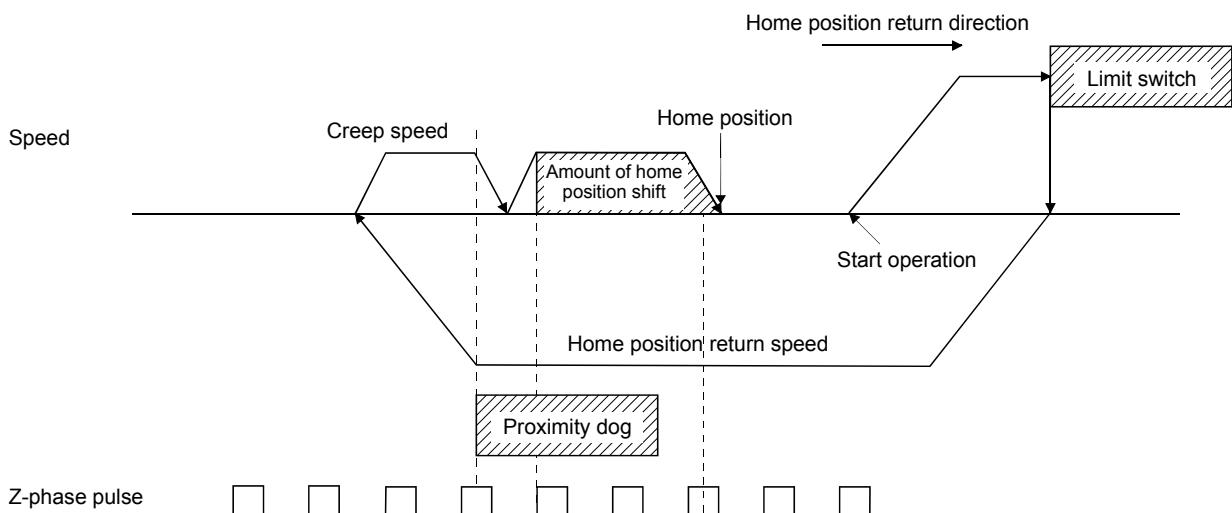 Home position return direction
Limit switch
Home position
Creep speed
Speed
Amount of home
position shift
Start operation
Home position return speed
Proximity dog
Z-phase pulse